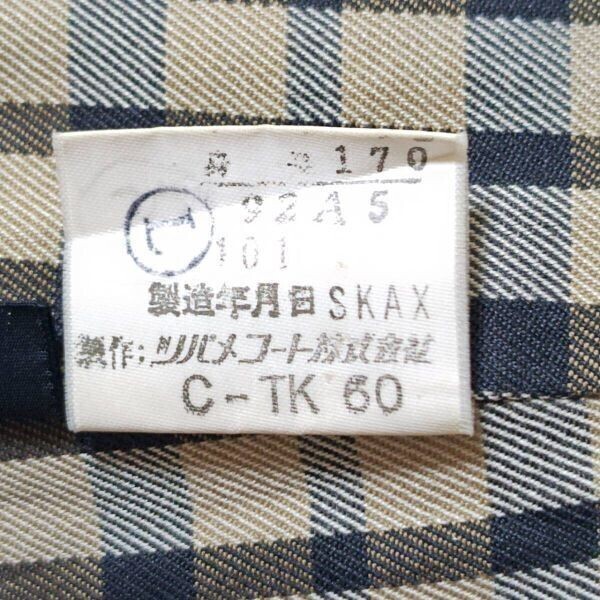 170
92A5
101
製造年月日SKAX
製作:ツバメコート株式会社
C-TK 60